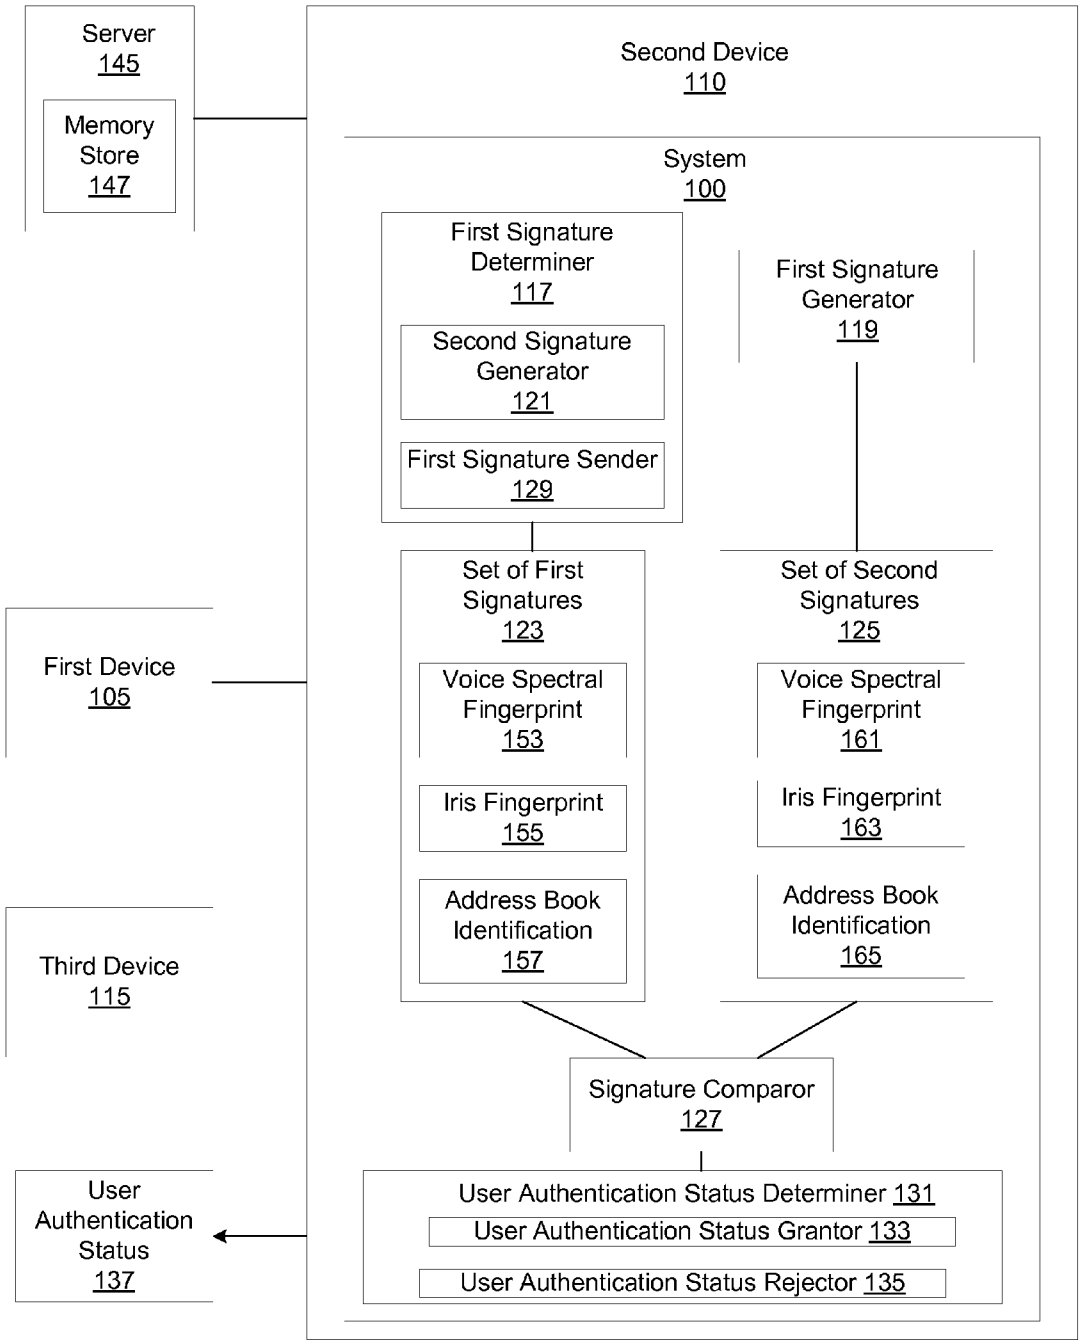 Server
145
Memory
Store
147
Second Device
110
System
100
First Signature
Determiner
117
Second Signature
Generator
121
First Signature Sender
129
First Signature
Generator
119
Set of First
Signatures
123
Voice Spectral
Fingerprint
153
Iris Fingerprint
155
Address Book
Identification
157
Set of Second
Signatures
125
Voice Spectral
Fingerprint
161
Iris Fingerprint
163
Address Book
Identification
165
First Device
105
Third Device
115
Signature Comparor
127
User Authentication Status Determiner 131
User Authentication Status Grantor 133
User Authentication Status Rejector 135
User
Authentication
Status
137